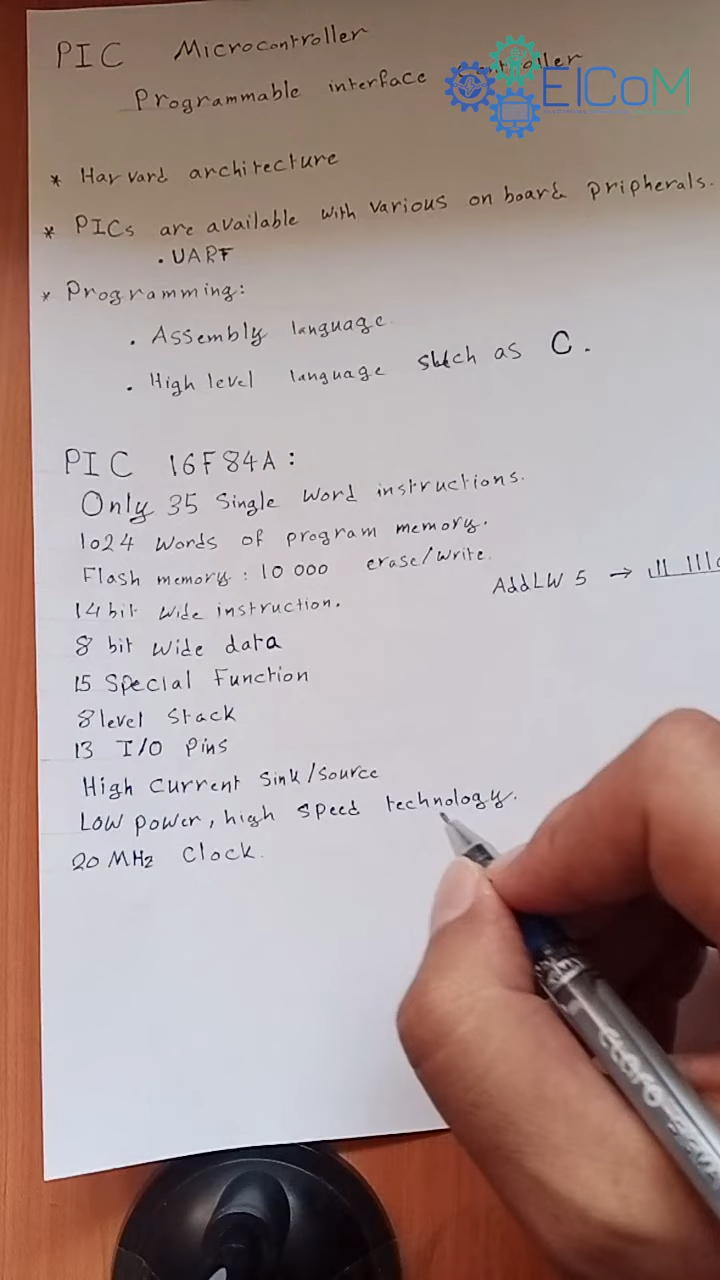 PIC Microcontroller
Programmable interface controller
EICoM
* Harvard architecture
* PICs are available with various on board pripherals.
. UART
* Programming:
. Assembly language.
. High level language such as C.
PIC 16F84A:
Only 35 Single Word instructions.
1024 Words of program memory.
Flash memory: 10 000 erase/write.
AddLW 5 →
14 bit wide instruction.
8 bit wide data
15 Special Function
8 level Stack
13 I/O Pins
High Current Sink/Source
Low power, high speed technology.
20 MHz Clock.